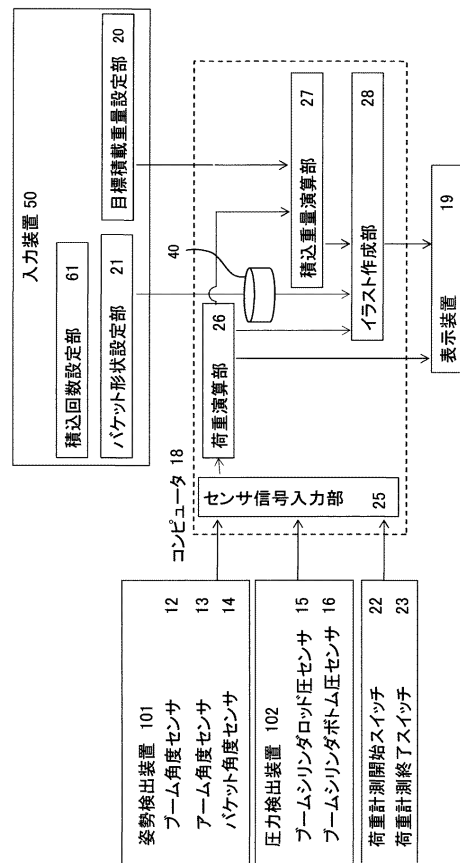 入力装置 50
積込回数設定部 61
バケット形状設定部 21
目標積載重量設定部 20
コンピュータ 18
センサ信号入力部 25
荷重演算部 26
40
積込重量演算部 27
イラスト作成部 28
表示装置 19
姿勢検出装置 101
ブーム角度センサ 12
アーム角度センサ 13
バケット角度センサ 14
圧力検出装置 102
ブームシリンダロッド圧センサ 15
ブームシリンダボトム圧センサ 16
荷重計測開始スイッチ 22
荷重計測終了スイッチ 23